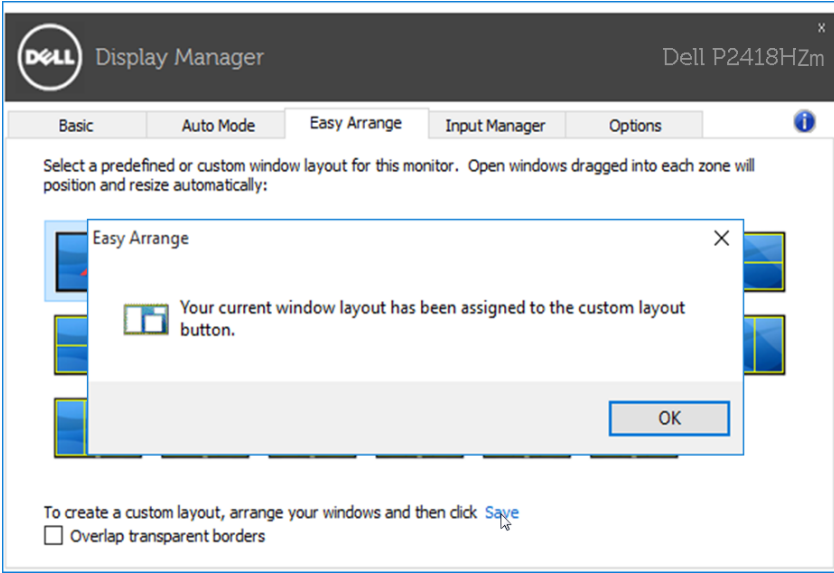 x
DELL Display Manager Dell P2418HZm
Basic Auto Mode Easy Arrange Input Manager Options i
Select a predefined or custom window layout for this monitor. Open windows dragged into each zone will
position and resize automatically:
Easy Arrange
Your current window layout has been assigned to the custom layout
button.
OK
To create a custom layout, arrange your windows and then click Save
Overlap transparent borders